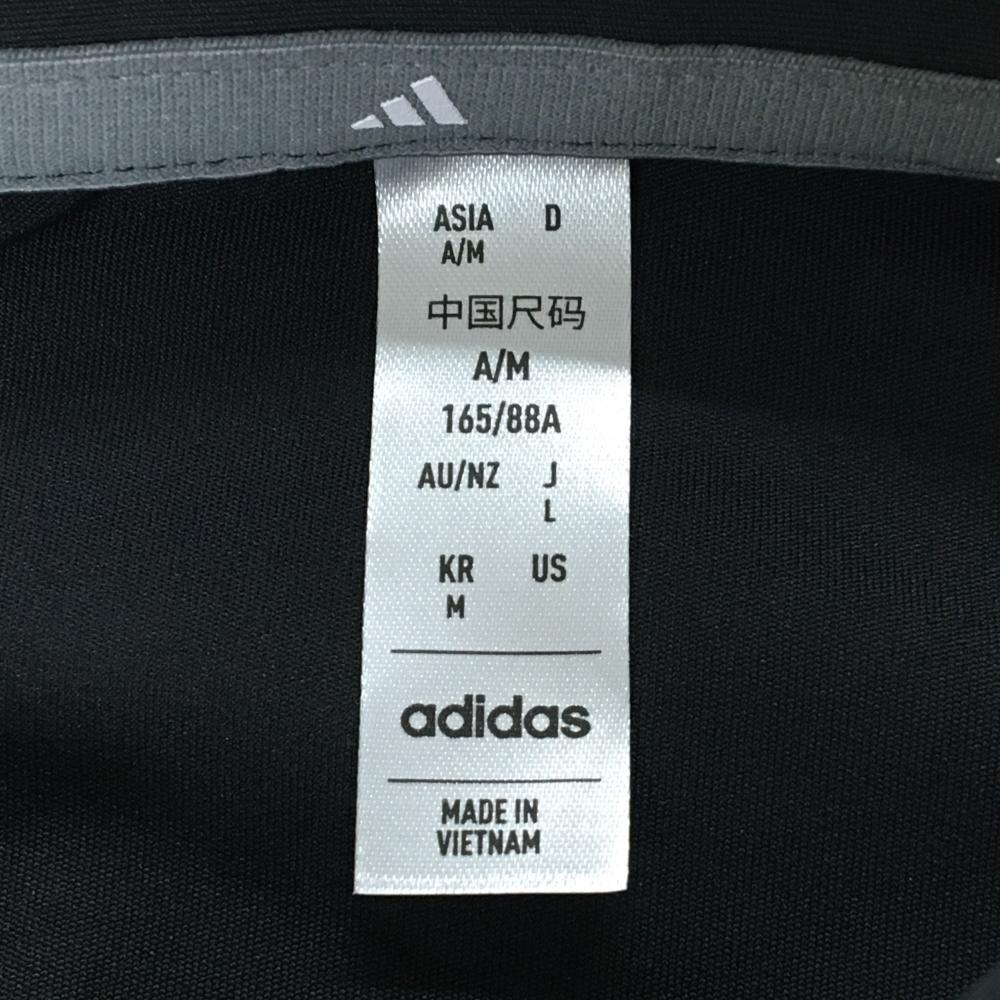 ASIA D
A/M
中国尺码
A/M
165/88A
AU/NZ J
L
KR US
M
adidas
MADE IN
VIETNAM